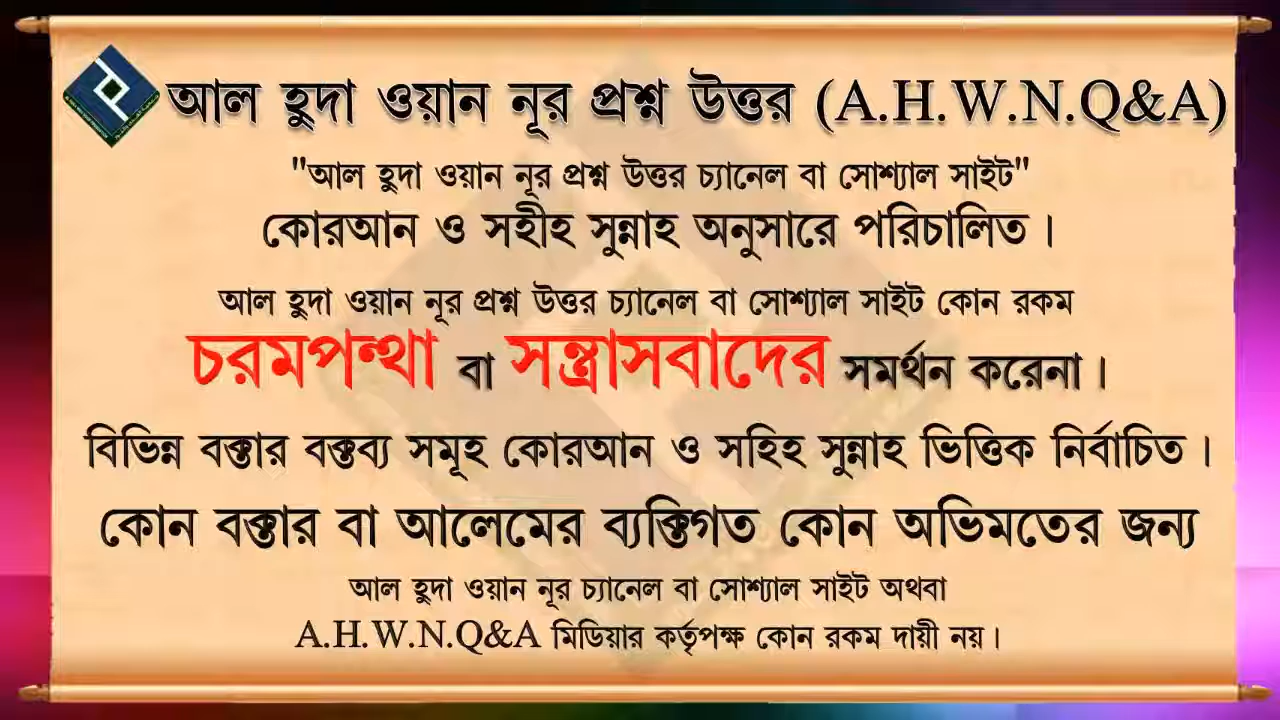 আল হুদা ওয়ান নূর প্রশ্ন উত্তর (A.H.W.N.Q&A)
"আল হুদা ওয়ান নূর প্রশ্ন উত্তর চ্যানেল বা সোশ্যাল সাইট"
কোরআন ও সহীহ সুন্নাহ অনুসারে পরিচালিত।
আল হুদা ওয়ান নূর প্রশ্ন উত্তর চ্যানেল বা সোশ্যাল সাইট কোন রকম
চরমপন্থা বা সন্ত্রাসবাদের সমর্থন করেনা।
বিভিন্ন বক্তার বক্তব্য সমূহ কোরআন ও সহিহ সুন্নাহ ভিত্তিক নির্বাচিত।
কোন বক্তার বা আলেমের ব্যক্তিগত কোন অভিমতের জন্য
আল হুদা ওয়ান নূর চ্যানেল বা সোশ্যাল সাইট অথবা
A.H.W.N.Q&A মিডিয়ার কর্তৃপক্ষ কোন রকম দায়ী নয়।